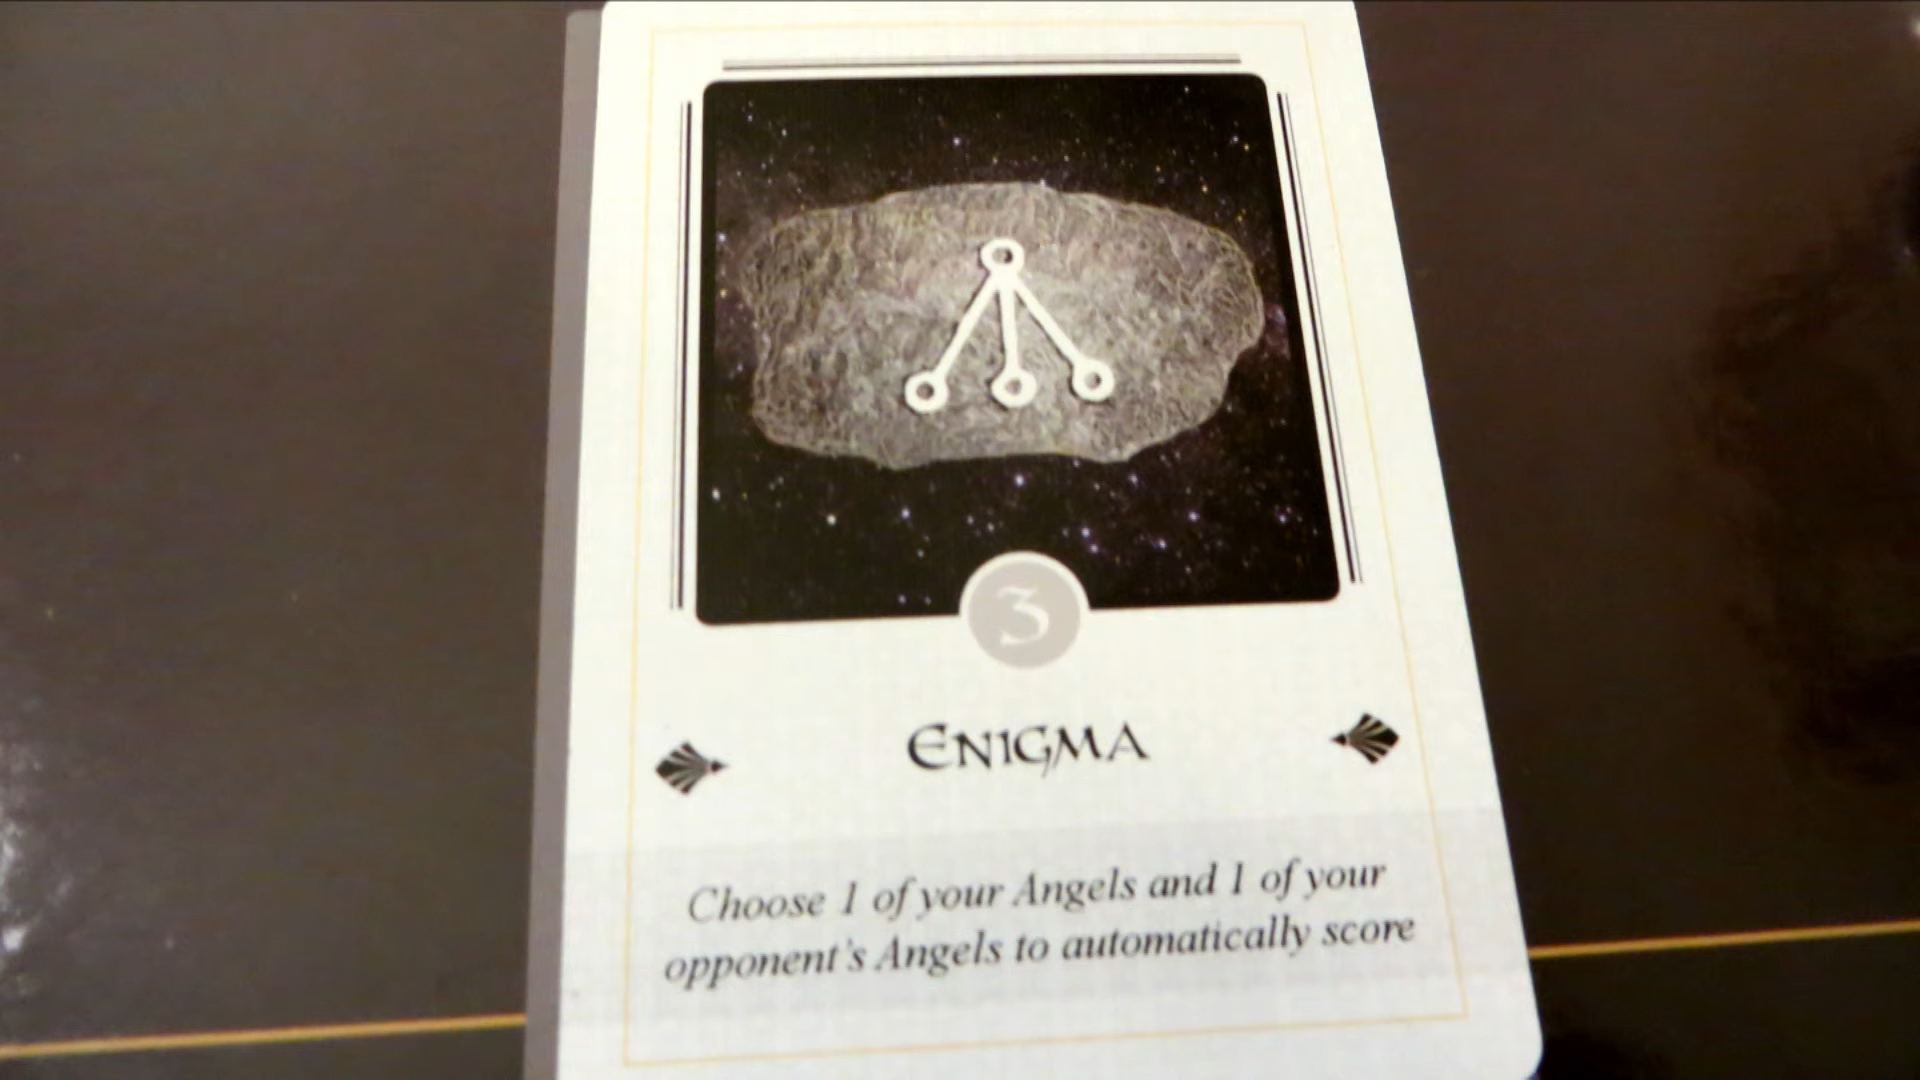 3
ENIGMA
Choose 1 of your Angels and 1 of your
opponent's Angels to automatically score